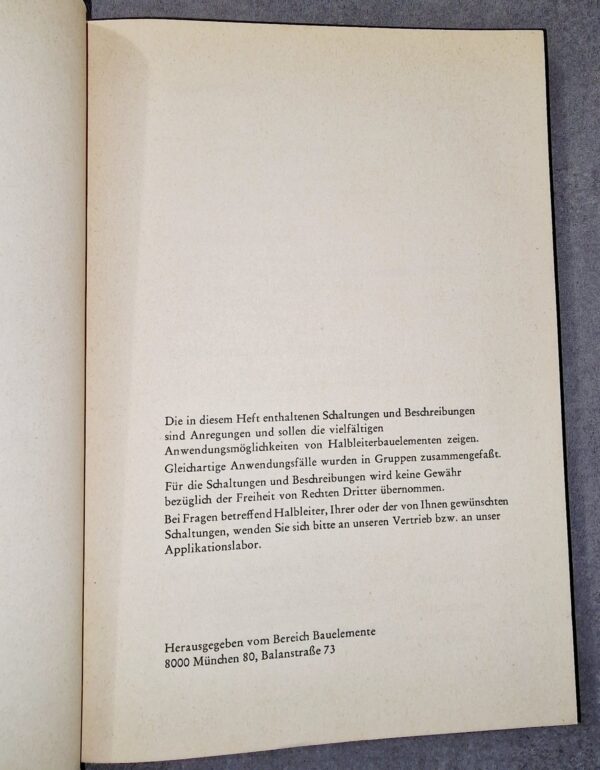 Die in diesem Heft enthaltenen Schaltungen und Beschreibungen
sind Anregungen und sollen die vielfältigen
Anwendungsmöglichkeiten von Halbleiterbauelementen zeigen.
Gleichartige Anwendungsfälle wurden in Gruppen zusammengefaßt.
Für die Schaltungen und Beschreibungen wird keine Gewähr
bezüglich der Freiheit von Rechten Dritter übernommen.
Bei Fragen betreffend Halbleiter, Ihrer oder der von Ihnen gewünschten
Schaltungen, wenden Sie sich bitte an unseren Vertrieb bzw. an unser
Applikationslabor.
Herausgegeben vom Bereich Bauelemente
8000 München 80, Balanstraße 73